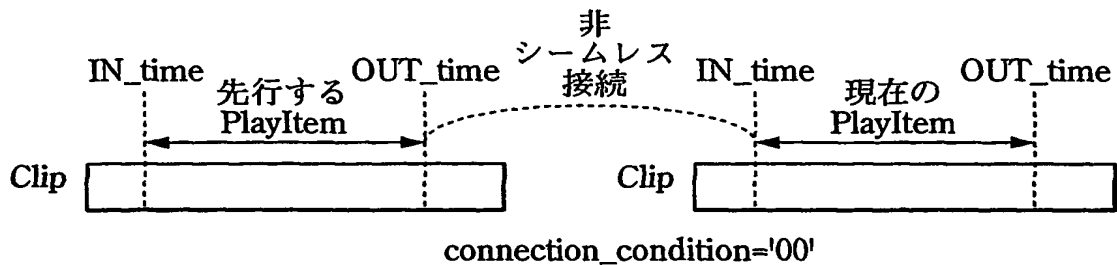 非
シームレス
接続
IN_time
OUT_time
IN_time
OUT_time
先行する
PlayItem
現在の
PlayItem
Clip
Clip
connection_condition='00'